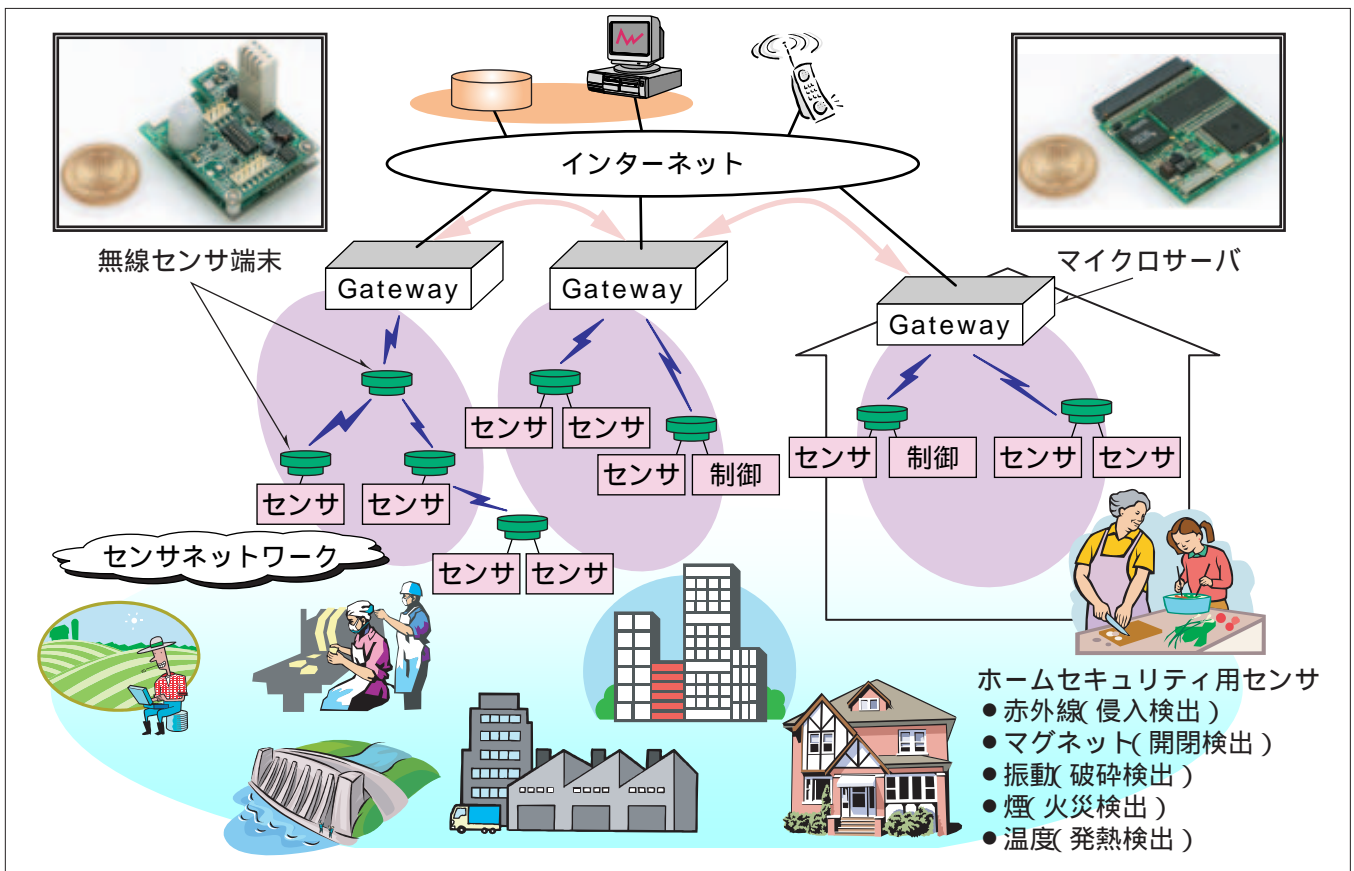 インターネット
無線センサ端末
マイクロサーバ
Gateway
Gateway
Gateway
センサ
センサ
センサ
制御
センサ
制御
センサ
センサ
センサ
センサ
センサ
センサ
センサネットワーク
ホームセキュリティ用センサ
●赤外線(侵入検出)
●マグネット(開閉検出)
●振動(破砕検出)
●煙(火災検出)
●温度(発熱検出)